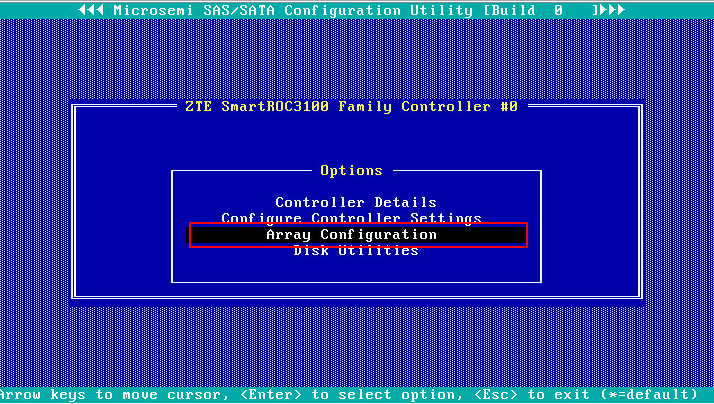 Microsemi SAS/SATA Configuration Utility [Build 0 ]
ZTE SmartROC3100 Family Controller #0
Options
Controller Details
Configure Controller Settings
Array Configuration
Disk Utilities
Arrow keys to move cursor, <Enter> to select option, <Esc> to exit (*=default)